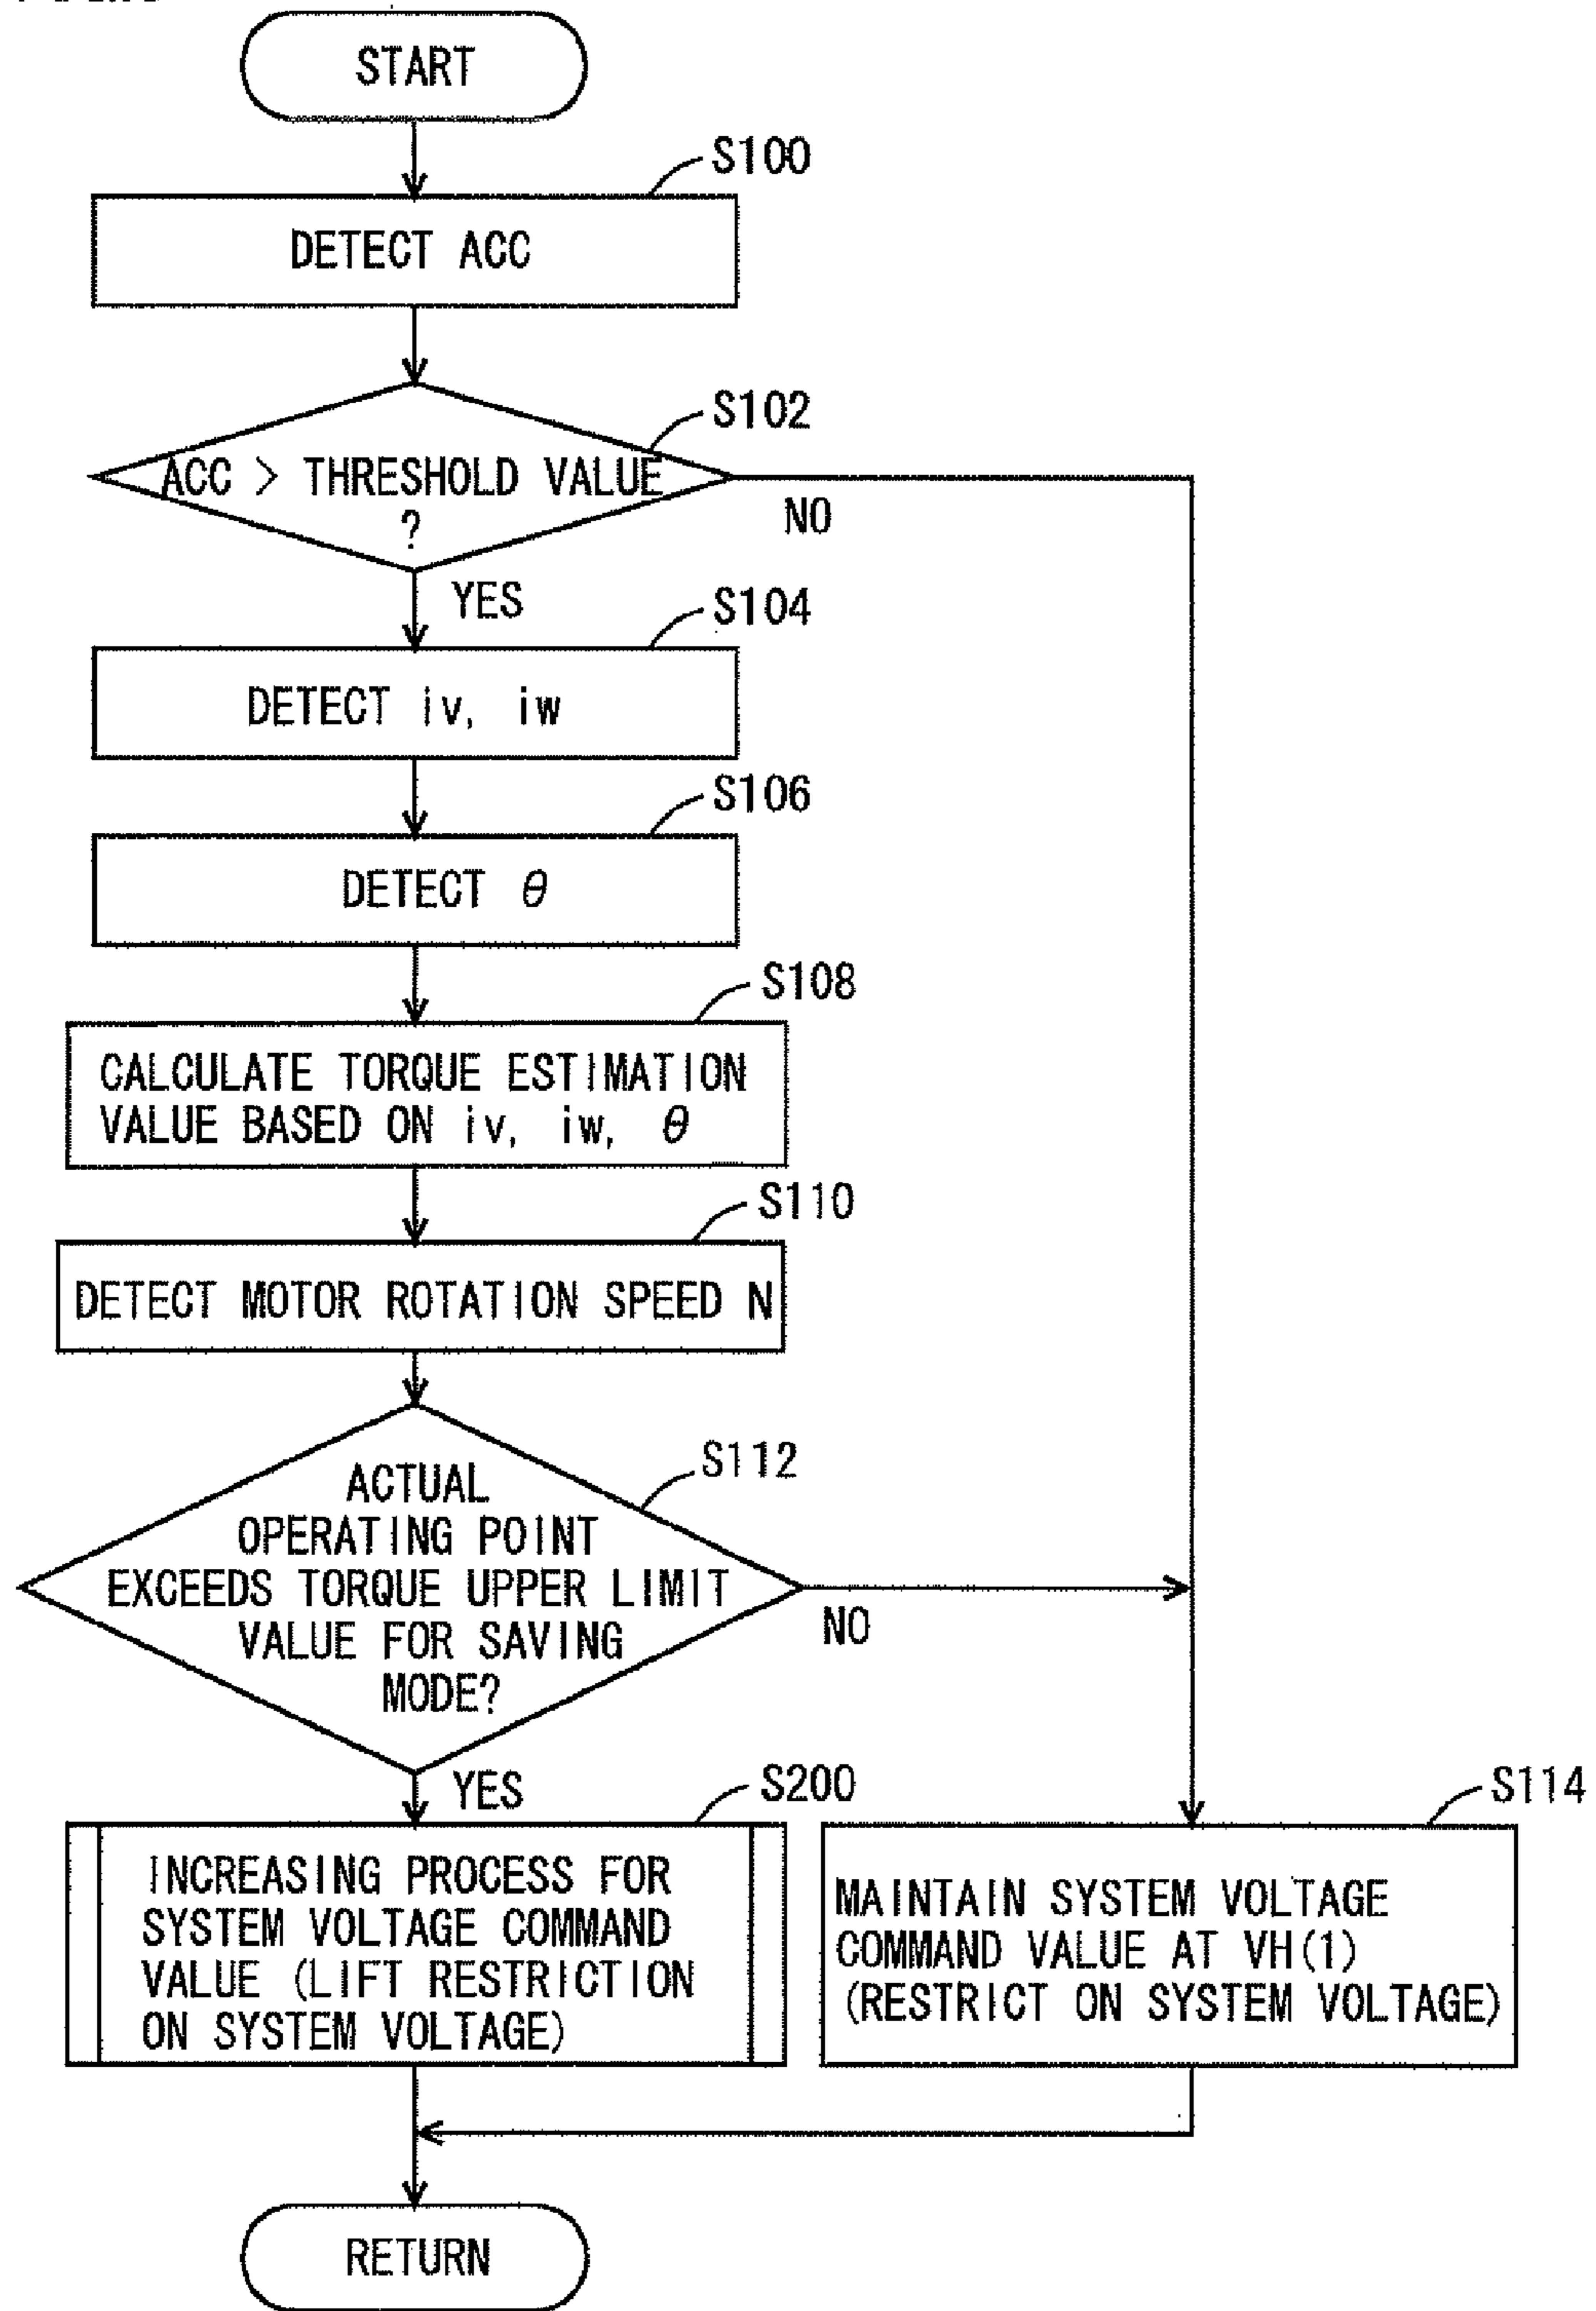 START
S100
DETECT ACC
S102
ACC > THRESHOLD VALUE
?
NO
YES
S104
DETECT iv, iw
S106
DETECT θ
S108
CALCULATE TORQUE ESTIMATION
VALUE BASED ON iv, iw, θ
S110
DETECT MOTOR ROTATION SPEED N
S112
ACTUAL
OPERATING POINT
EXCEEDS TORQUE UPPER LIMIT
VALUE FOR SAVING
MODE?
NO
YES
S200
INCREASING PROCESS FOR
SYSTEM VOLTAGE COMMAND
VALUE (LIFT RESTRICTION
ON SYSTEM VOLTAGE)
S114
MAINTAIN SYSTEM VOLTAGE
COMMAND VALUE AT VH(1)
(RESTRICT ON SYSTEM VOLTAGE)
RETURN